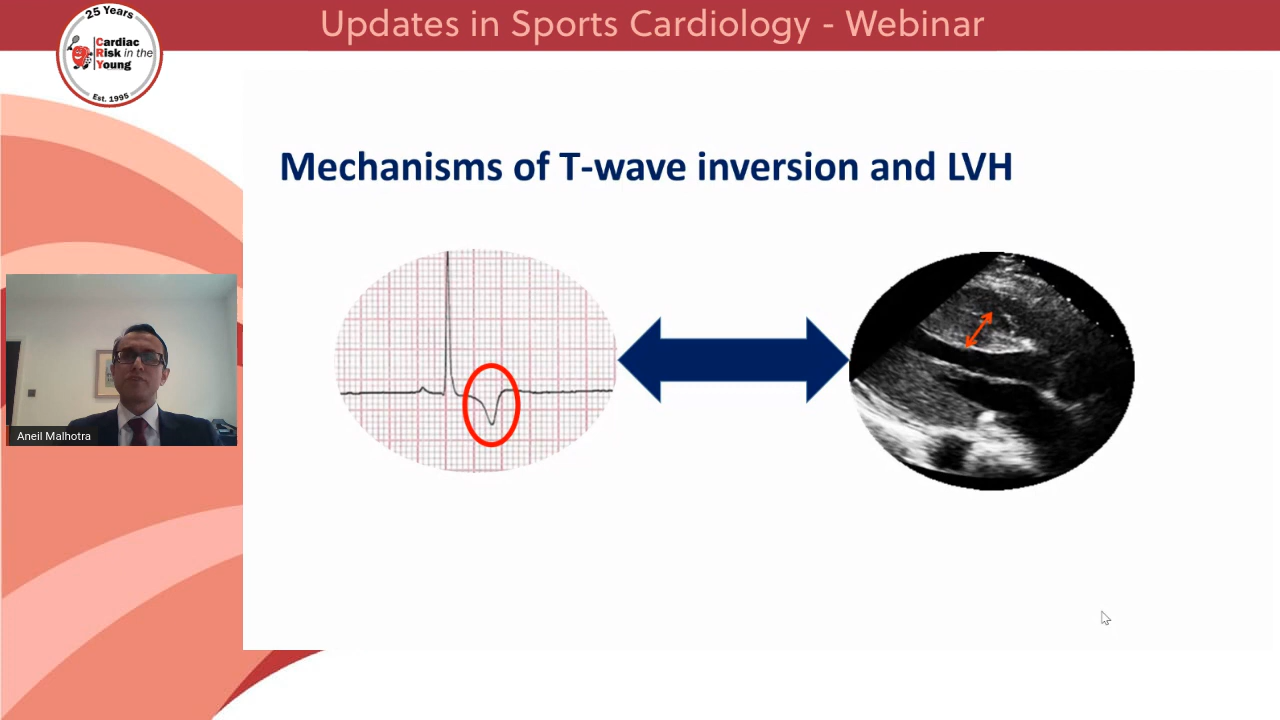 Updates in Sports Cardiology - Webinar
25 Years
Cardiac
Risk in the
Young
Est. 1995
Mechanisms of T-wave inversion and LVH
Aneil Malhotra